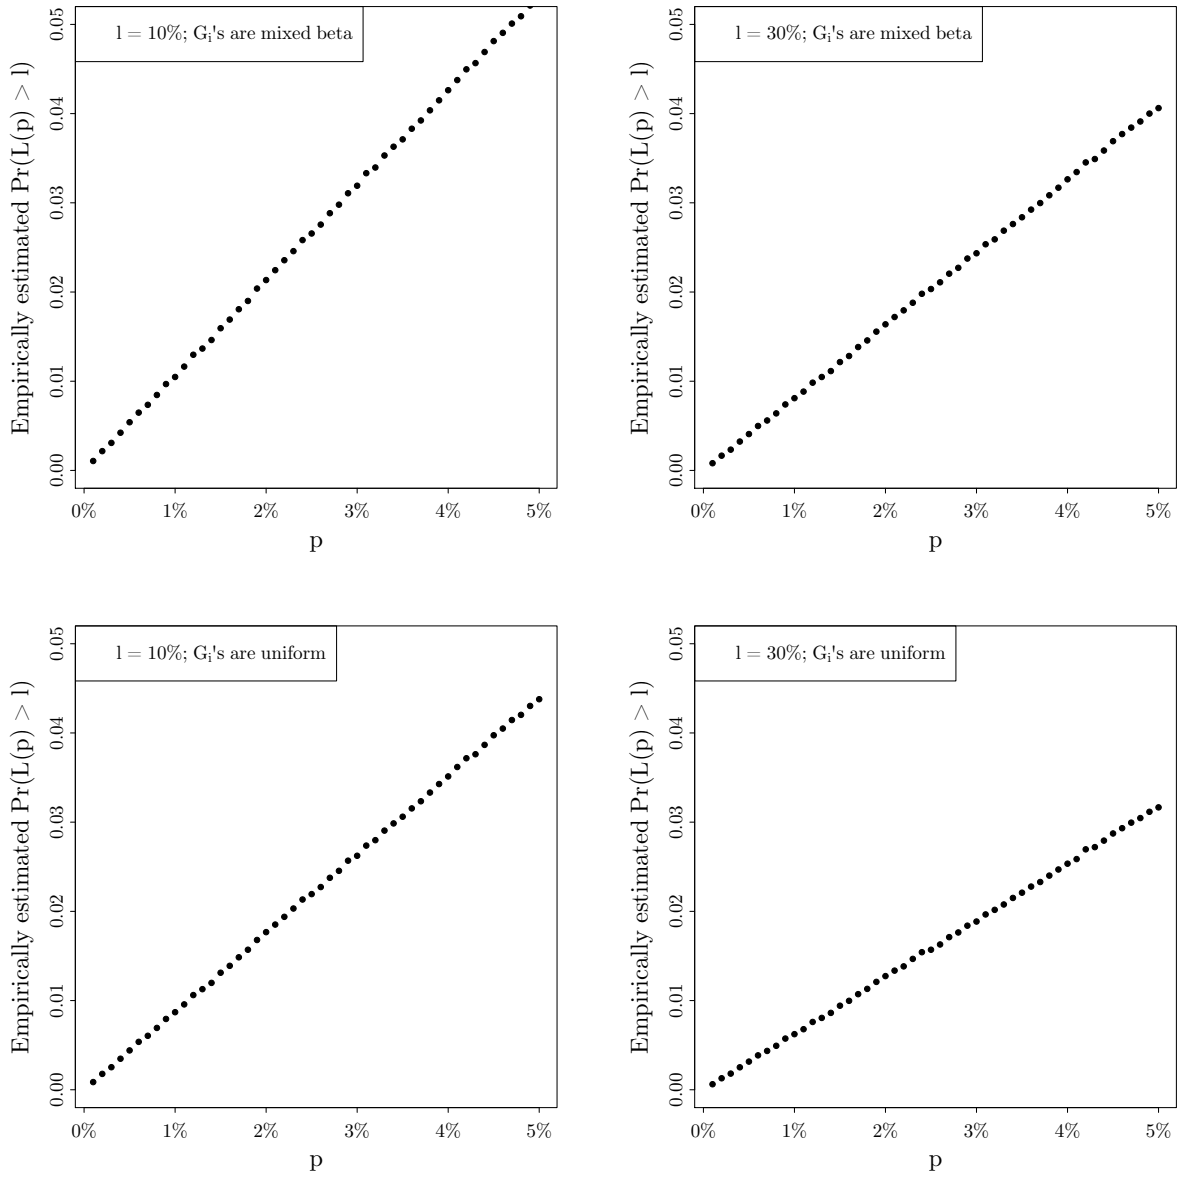 l = 10%; Gᵢ's are mixed beta
Empirically estimated Pr(L(p) > l)
0.05
0.04
0.03
0.02
0.01
0.00
0% 1% 2% 3% 4% 5%
p
l = 30%; Gᵢ's are mixed beta
Empirically estimated Pr(L(p) > l)
0.05
0.04
0.03
0.02
0.01
0.00
0% 1% 2% 3% 4% 5%
p
l = 10%; Gᵢ's are uniform
Empirically estimated Pr(L(p) > l)
0.05
0.04
0.03
0.02
0.01
0.00
0% 1% 2% 3% 4% 5%
p
l = 30%; Gᵢ's are uniform
Empirically estimated Pr(L(p) > l)
0.05
0.04
0.03
0.02
0.01
0.00
0% 1% 2% 3% 4% 5%
p